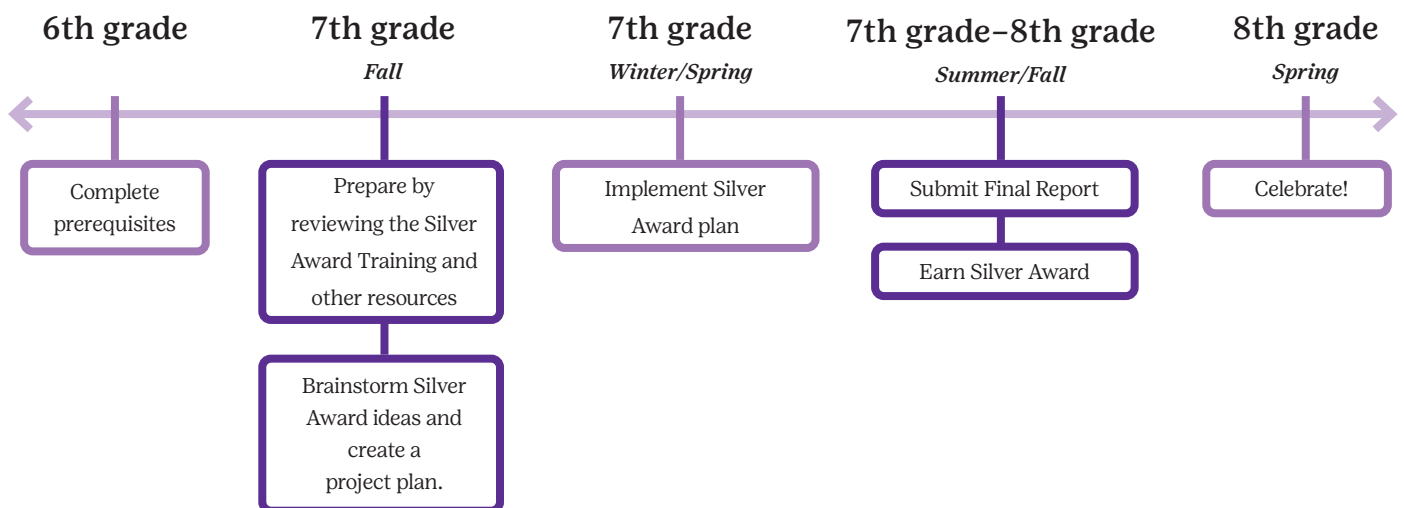 6th grade
7th grade
Fall
7th grade
Winter/Spring
7th grade–8th grade
Summer/Fall
8th grade
Spring
Complete
prerequisites
Prepare by
reviewing the Silver
Award Training and
other resources
Brainstorm Silver
Award ideas and
create a
project plan.
Implement Silver
Award plan
Submit Final Report
Earn Silver Award
Celebrate!